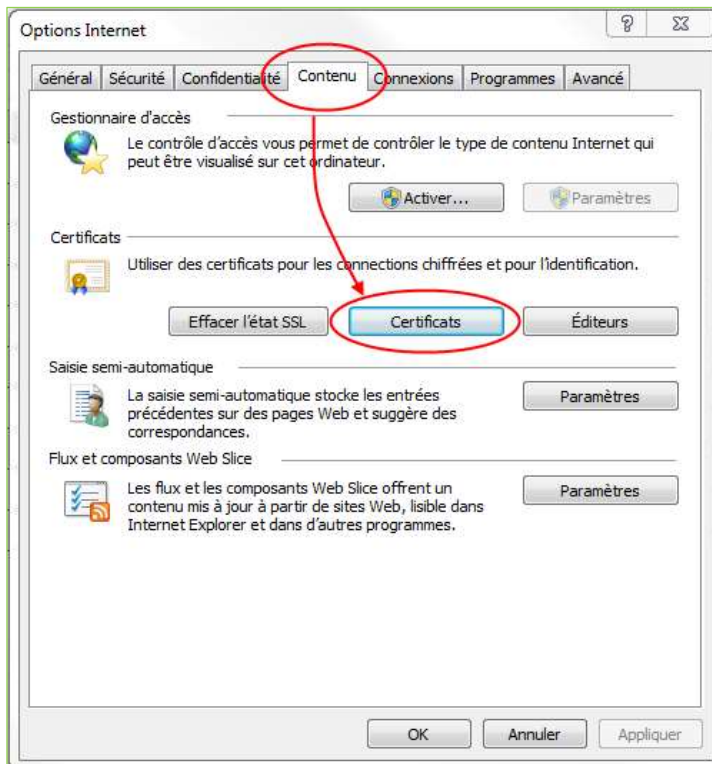 Options Internet
Général Sécurité Confidentialité Contenu Connexions Programmes Avancé
Gestionnaire d'accès
Le contrôle d'accès vous permet de contrôler le type de contenu Internet qui
peut être visualisé sur cet ordinateur.
Activer... Paramètres
Certificats
Utiliser des certificats pour les connections chiffrées et pour l'identification.
Effacer l'état SSL Certificats Éditeurs
Saisie semi-automatique
La saisie semi-automatique stocke les entrées
précédentes sur des pages Web et suggère des
correspondances.
Paramètres
Flux et composants Web Slice
Les flux et les composants Web Slice offrent un
contenu mis à jour à partir de sites Web, lisible dans
Internet Explorer et dans d'autres programmes.
Paramètres
OK Annuler Appliquer